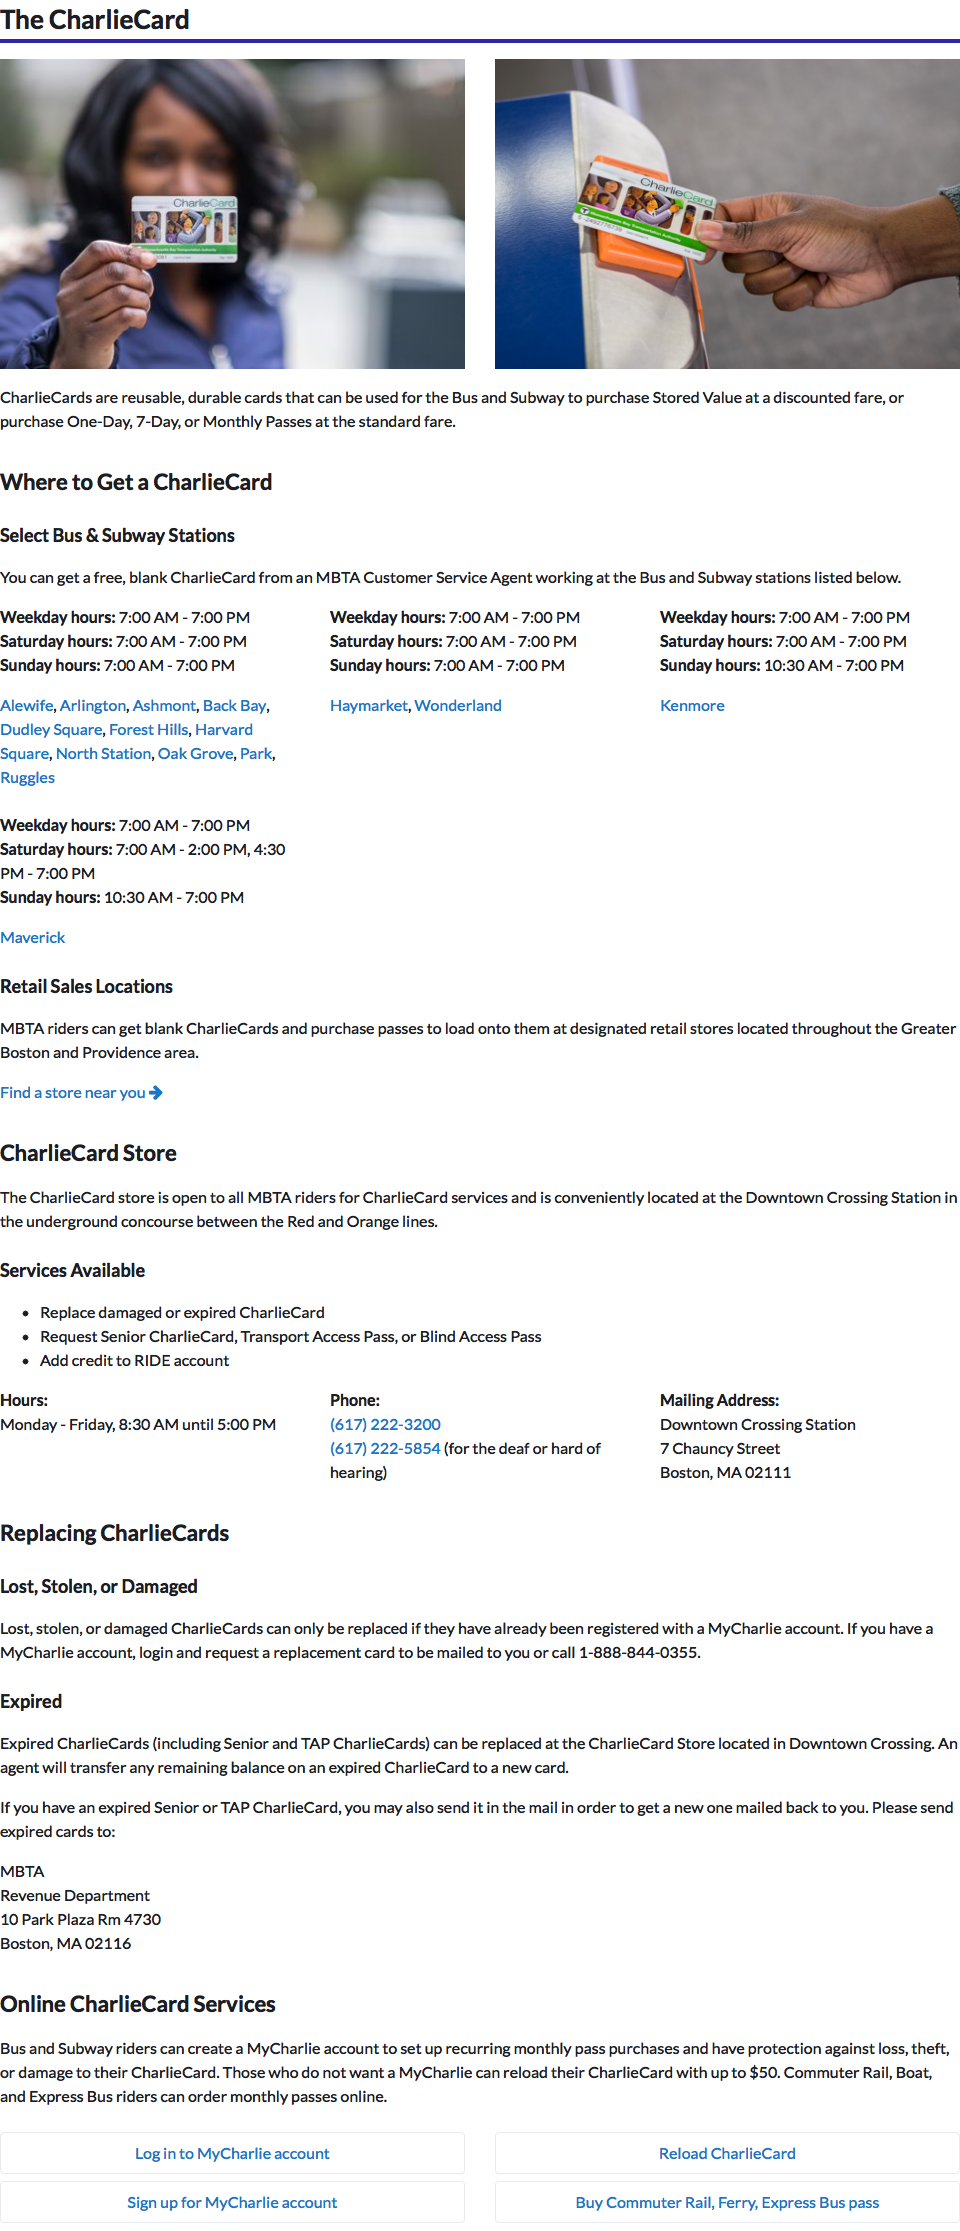 The CharlieCard
CharlieCard
CharlieCard
Massachusetts Bay Transportation Authority
CharlieCards are reusable, durable cards that can be used for the Bus and Subway to purchase Stored Value at a discounted fare, or
purchase One-Day, 7-Day, or Monthly Passes at the standard fare.
Where to Get a CharlieCard
Select Bus & Subway Stations
You can get a free, blank CharlieCard from an MBTA Customer Service Agent working at the Bus and Subway stations listed below.
Weekday hours: 7:00 AM - 7:00 PM
Saturday hours: 7:00 AM - 7:00 PM
Sunday hours: 7:00 AM - 7:00 PM
Alewife, Arlington, Ashmont, Back Bay,
Dudley Square, Forest Hills, Harvard
Square, North Station, Oak Grove, Park,
Ruggles
Weekday hours: 7:00 AM - 7:00 PM
Saturday hours: 7:00 AM - 7:00 PM
Sunday hours: 7:00 AM - 7:00 PM
Haymarket, Wonderland
Weekday hours: 7:00 AM - 7:00 PM
Saturday hours: 7:00 AM - 7:00 PM
Sunday hours: 10:30 AM - 7:00 PM
Kenmore
Weekday hours: 7:00 AM - 7:00 PM
Saturday hours: 7:00 AM - 2:00 PM, 4:30
PM - 7:00 PM
Sunday hours: 10:30 AM - 7:00 PM
Maverick
Retail Sales Locations
MBTA riders can get blank CharlieCards and purchase passes to load onto them at designated retail stores located throughout the Greater
Boston and Providence area.
Find a store near you
CharlieCard Store
The CharlieCard store is open to all MBTA riders for CharlieCard services and is conveniently located at the Downtown Crossing Station in
the underground concourse between the Red and Orange lines.
Services Available
• Replace damaged or expired CharlieCard
• Request Senior CharlieCard, Transport Access Pass, or Blind Access Pass
• Add credit to RIDE account
Hours:
Monday - Friday, 8:30 AM until 5:00 PM
Phone:
(617) 222-3200
(617) 222-5854 (for the deaf or hard of
hearing)
Mailing Address:
Downtown Crossing Station
7 Chauncy Street
Boston, MA 02111
Replacing CharlieCards
Lost, Stolen, or Damaged
Lost, stolen, or damaged CharlieCards can only be replaced if they have already been registered with a MyCharlie account. If you have a
MyCharlie account, login and request a replacement card to be mailed to you or call 1-888-844-0355.
Expired
Expired CharlieCards (including Senior and TAP CharlieCards) can be replaced at the CharlieCard Store located in Downtown Crossing. An
agent will transfer any remaining balance on an expired CharlieCard to a new card.
If you have an expired Senior or TAP CharlieCard, you may also send it in the mail in order to get a new one mailed back to you. Please send
expired cards to:
MBTA
Revenue Department
10 Park Plaza Rm 4730
Boston, MA 02116
Online CharlieCard Services
Bus and Subway riders can create a MyCharlie account to set up recurring monthly pass purchases and have protection against loss, theft,
or damage to their CharlieCard. Those who do not want a MyCharlie can reload their CharlieCard with up to $50. Commuter Rail, Boat,
and Express Bus riders can order monthly passes online.
Log in to MyCharlie account
Reload CharlieCard
Sign up for MyCharlie account
Buy Commuter Rail, Ferry, Express Bus pass